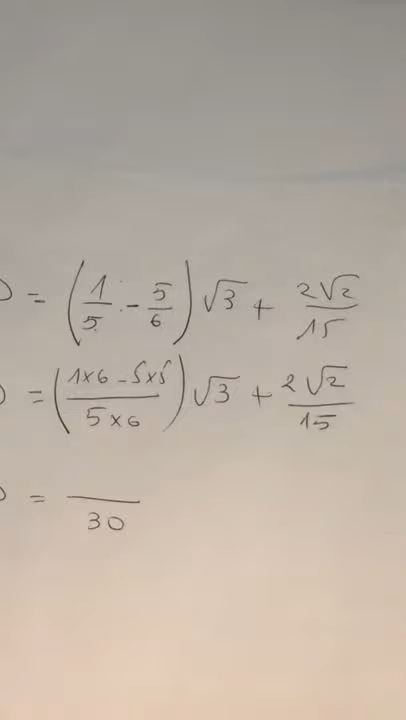 D = (1/5 - 5/6) √3 + 2√2/15
D = (1×6 - 5×5 / 5×6) √3 + 2√2/15
D = /30